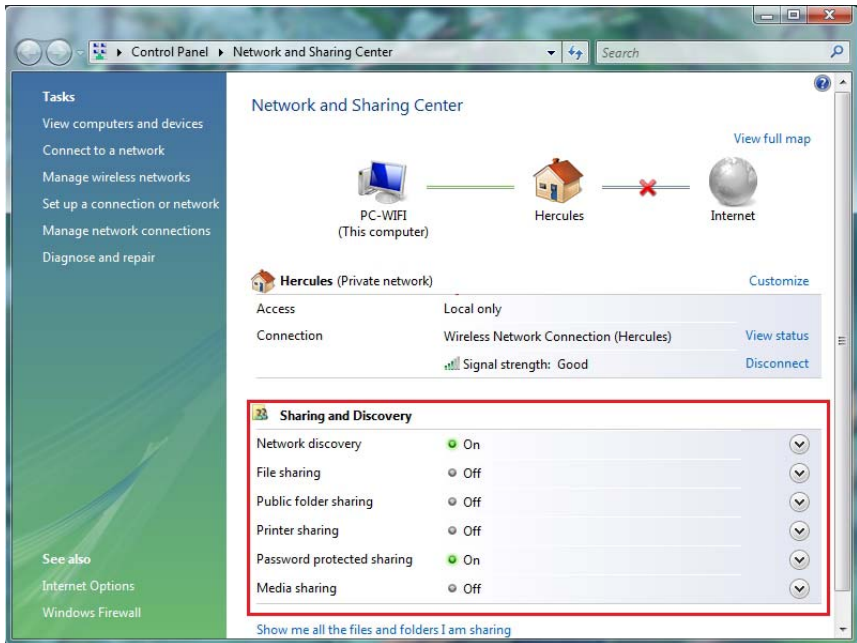 Control Panel
Network and Sharing Center
Search
Tasks
View computers and devices
Connect to a network
Manage wireless networks
Set up a connection or network
Manage network connections
Diagnose and repair
See also
Internet Options
Windows Firewall
Network and Sharing Center
View full map
PC-WIFI
(This computer)
Hercules
Internet
Hercules (Private network) Customize
Access Local only
Connection Wireless Network Connection (Hercules) View status
Signal strength: Good Disconnect
Sharing and Discovery
Network discovery On
File sharing Off
Public folder sharing Off
Printer sharing Off
Password protected sharing On
Media sharing Off
Show me all the files and folders I am sharing